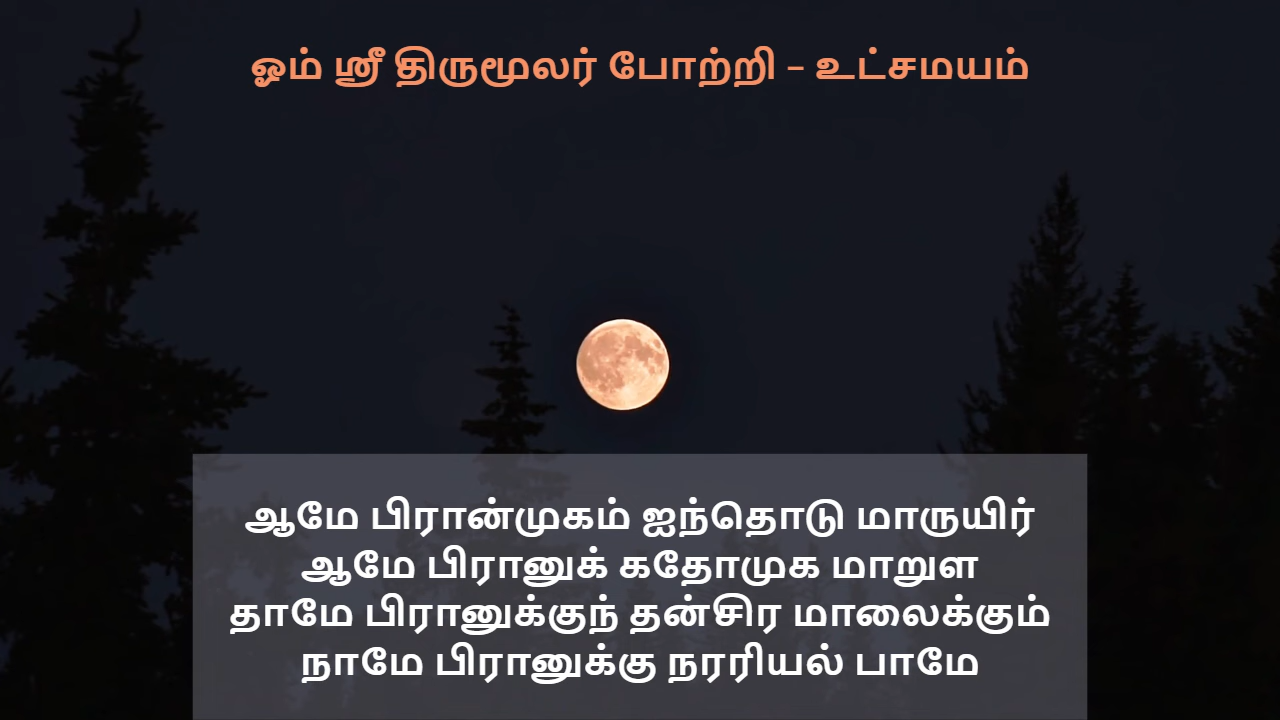 ஓம் ஸ்ரீ திருமூலர் போற்றி – உட்சமயம்
ஆமே பிரான்முகம் ஐந்தொடு மாருயிர்
ஆமே பிரானுக் கதோமுக மாறுள
தாமே பிரானுக்குந் தன்சிர மாலைக்கும்
நாமே பிரானுக்கு நரரியல் பாமே